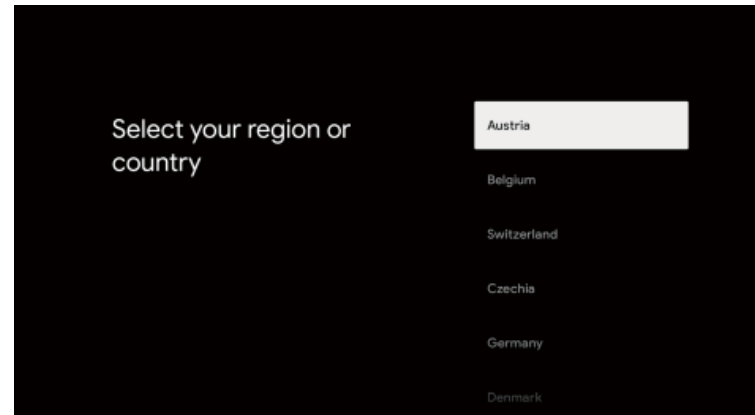 Select your region or
country
Austria
Belgium
Switzerland
Czechia
Germany
Denmark